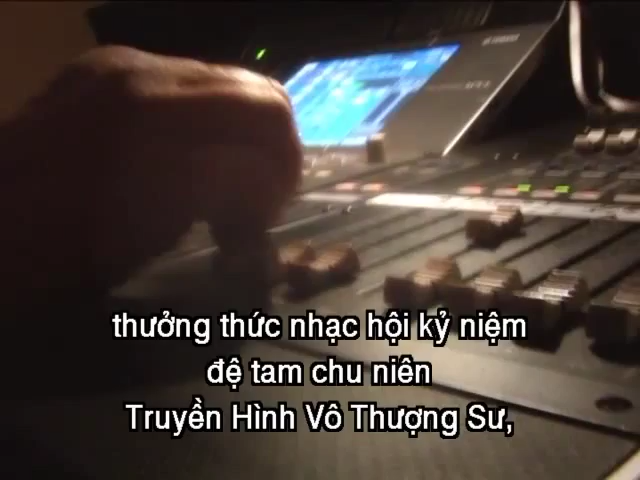 thưởng thức nhạc hội kỷ niệm
đệ tam chu niên
Truyền Hình Vô Thượng Sư,